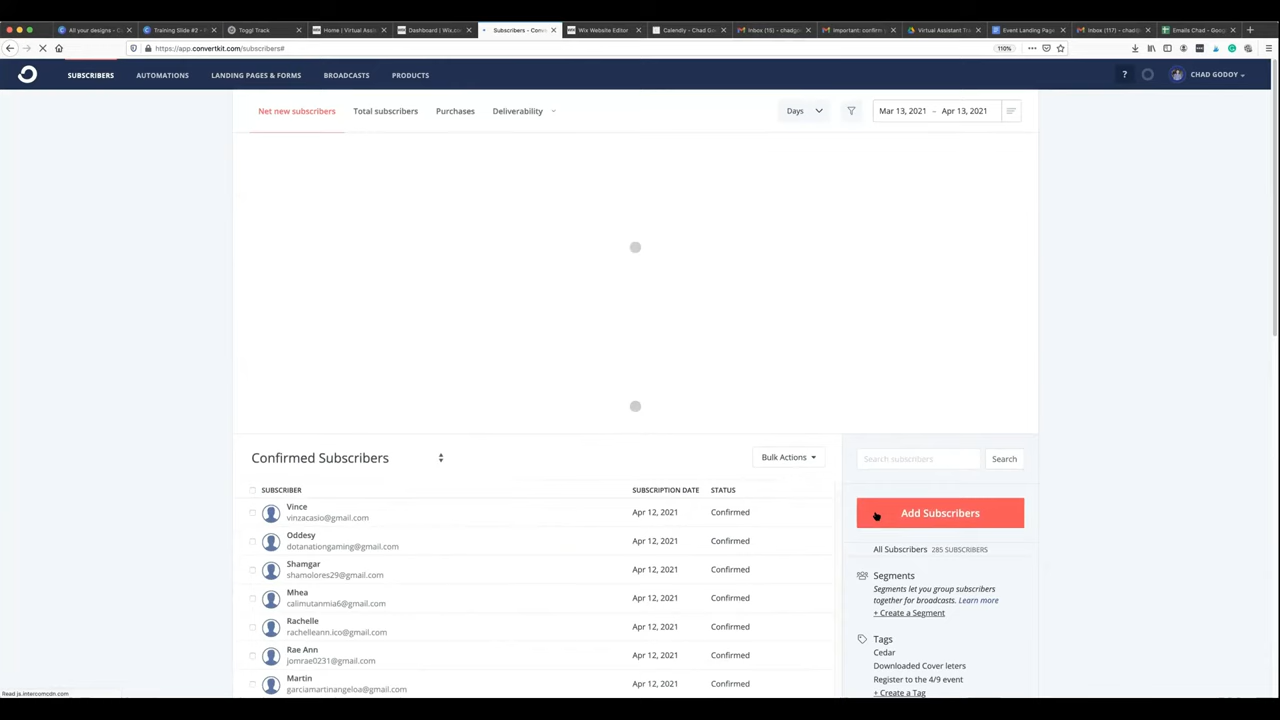 All your designs - C
Training Slide #2 - F
Toggl Track
Home | Virtual Assis
Dashboard | Wix.co
Subscribers - Conv
Wix Website Editor
Calendly - Chad Go
Inbox (15) - chadgo
Important: confirm
Virtual Assistant Tr
Event Landing Page
Inbox (117) - chad@
Emails Chad - Goog
https://app.convertkit.com/subscribers#
110%
SUBSCRIBERS
AUTOMATIONS
LANDING PAGES & FORMS
BROADCASTS
PRODUCTS
?
CHAD GODOY
Net new subscribers
Total subscribers
Purchases
Deliverability
Days
Mar 13, 2021 – Apr 13, 2021
Confirmed Subscribers
Bulk Actions
Search subscribers
Search
SUBSCRIBER
SUBSCRIPTION DATE
STATUS
Vince
vinzacasio@gmail.com
Apr 12, 2021
Confirmed
Oddesy
dotanationgaming@gmail.com
Apr 12, 2021
Confirmed
Shamgar
shamolores29@gmail.com
Apr 12, 2021
Confirmed
Mhea
calimutanmia6@gmail.com
Apr 12, 2021
Confirmed
Rachelle
rachelleann.ico@gmail.com
Apr 12, 2021
Confirmed
Rae Ann
jomrae0231@gmail.com
Apr 12, 2021
Confirmed
Martin
garciamartinangeloa@gmail.com
Apr 12, 2021
Confirmed
Add Subscribers
All Subscribers 285 SUBSCRIBERS
Segments
Segments let you group subscribers
together for broadcasts. Learn more
+ Create a Segment
Tags
Cedar
Downloaded Cover leters
Register to the 4/9 event
+ Create a Tag
Read js.intercomcdn.com